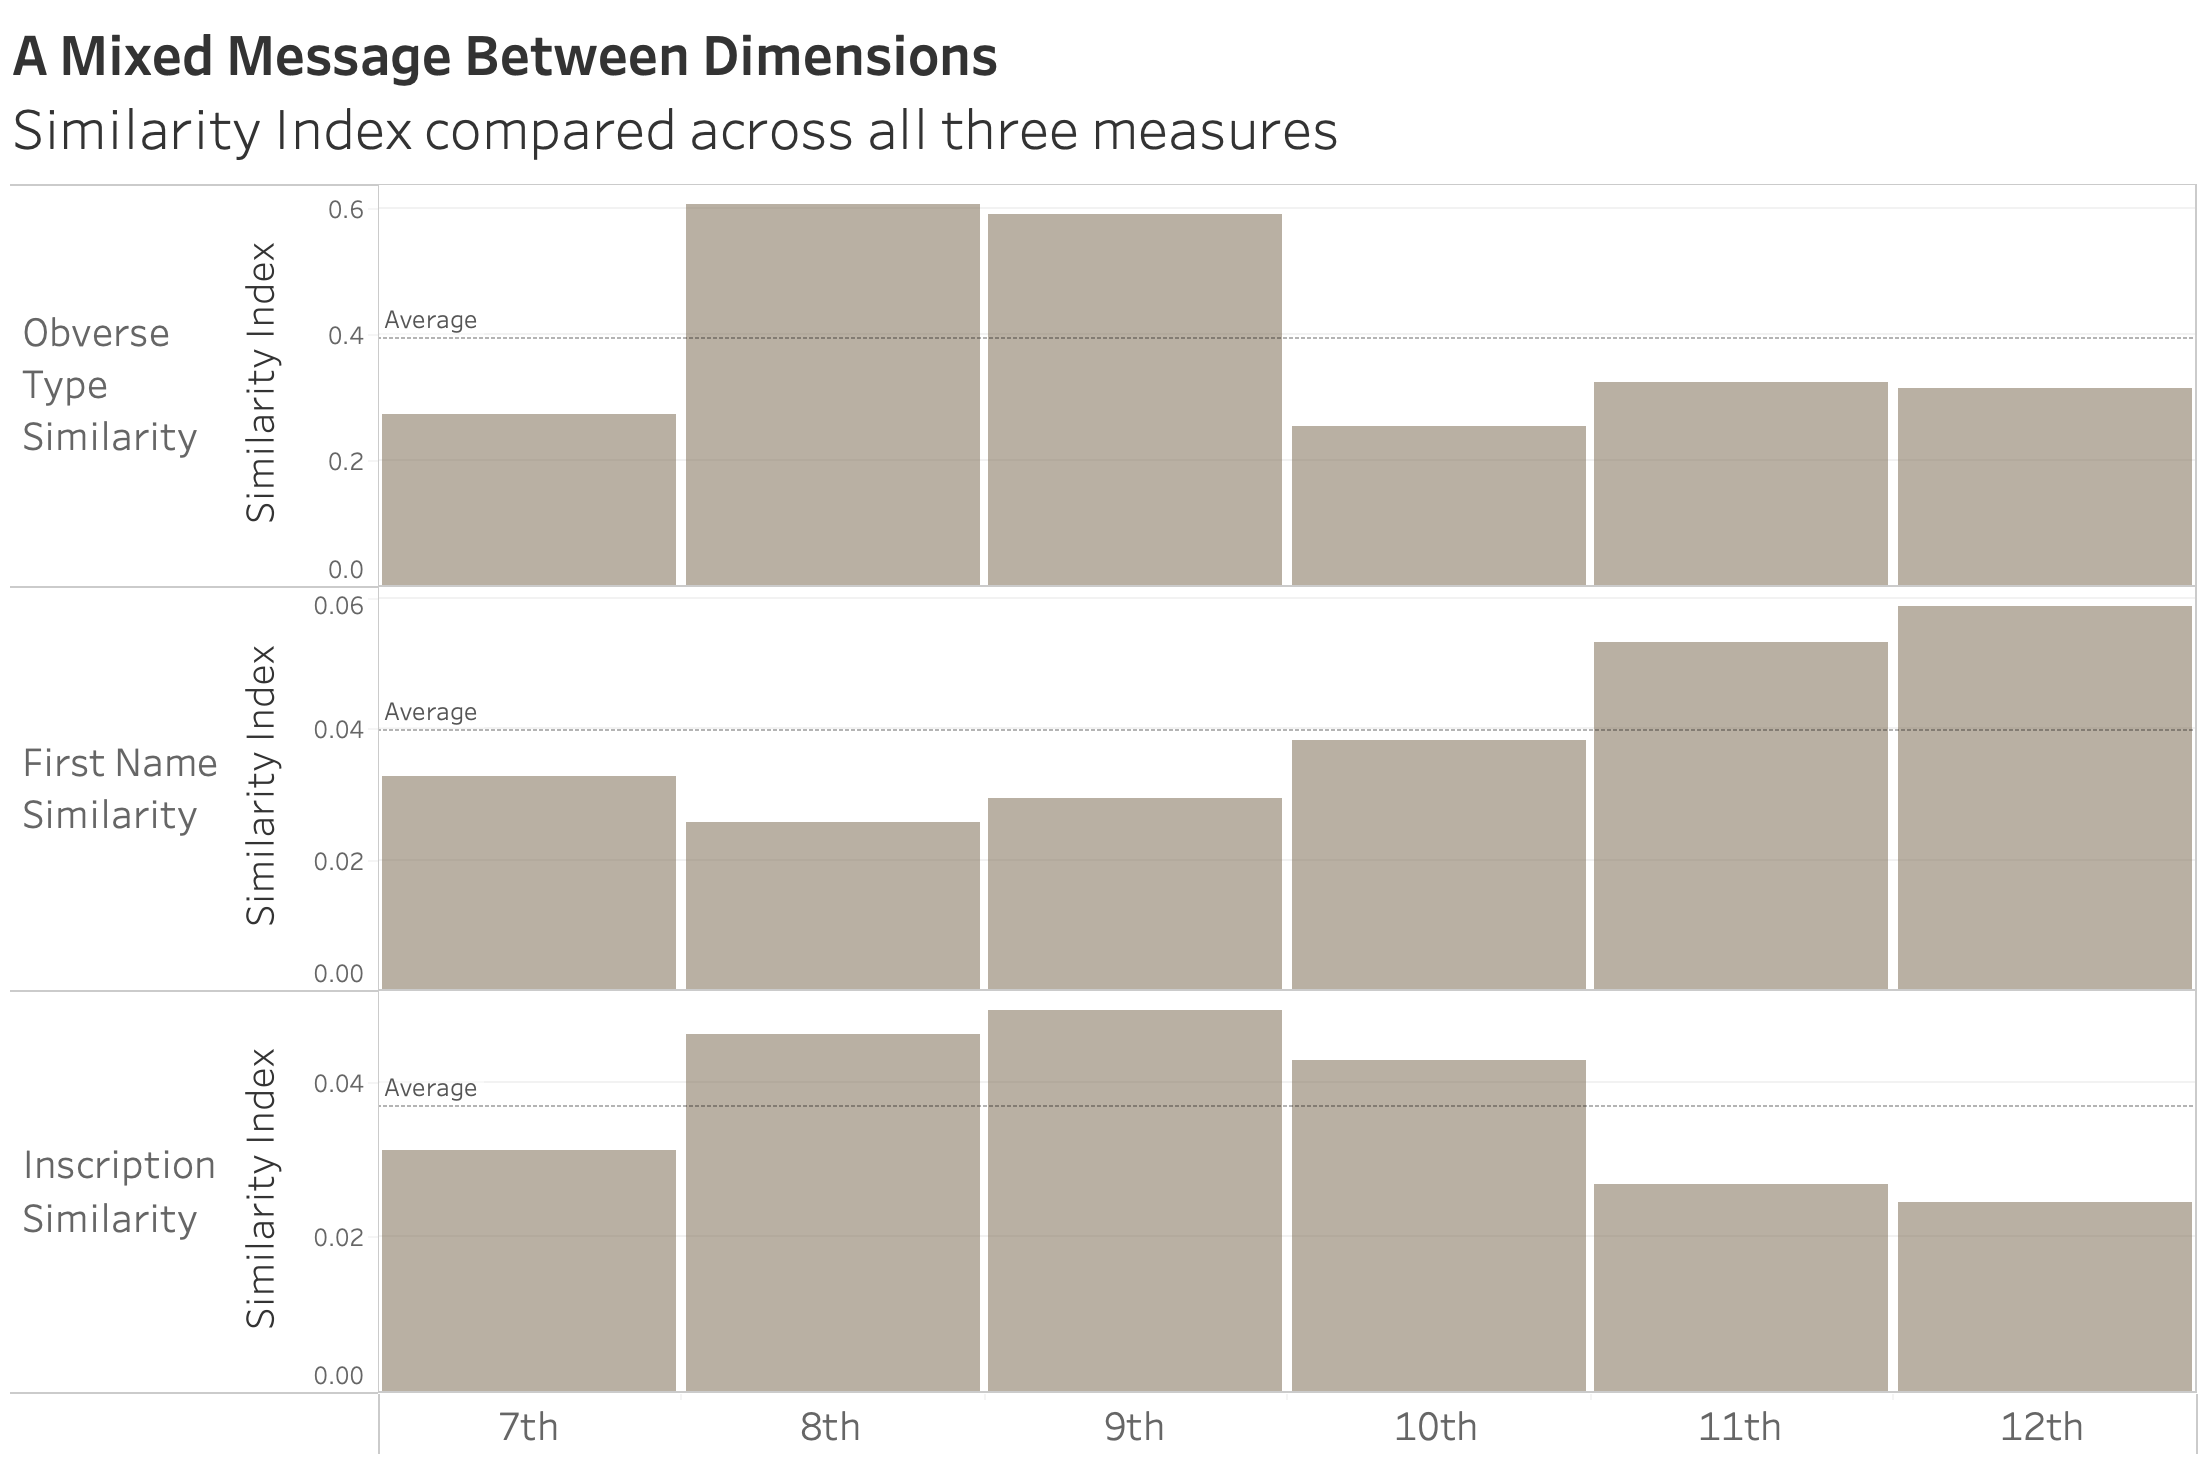 A Mixed Message Between Dimensions
Similarity Index compared across all three measures
Obverse
Type
Similarity
Similarity Index
0.6
0.4
0.2
0.0
Average
First Name
Similarity
Similarity Index
0.06
0.04
0.02
0.00
Average
Inscription
Similarity
Similarity Index
0.04
0.02
0.00
Average
7th 8th 9th 10th 11th 12th